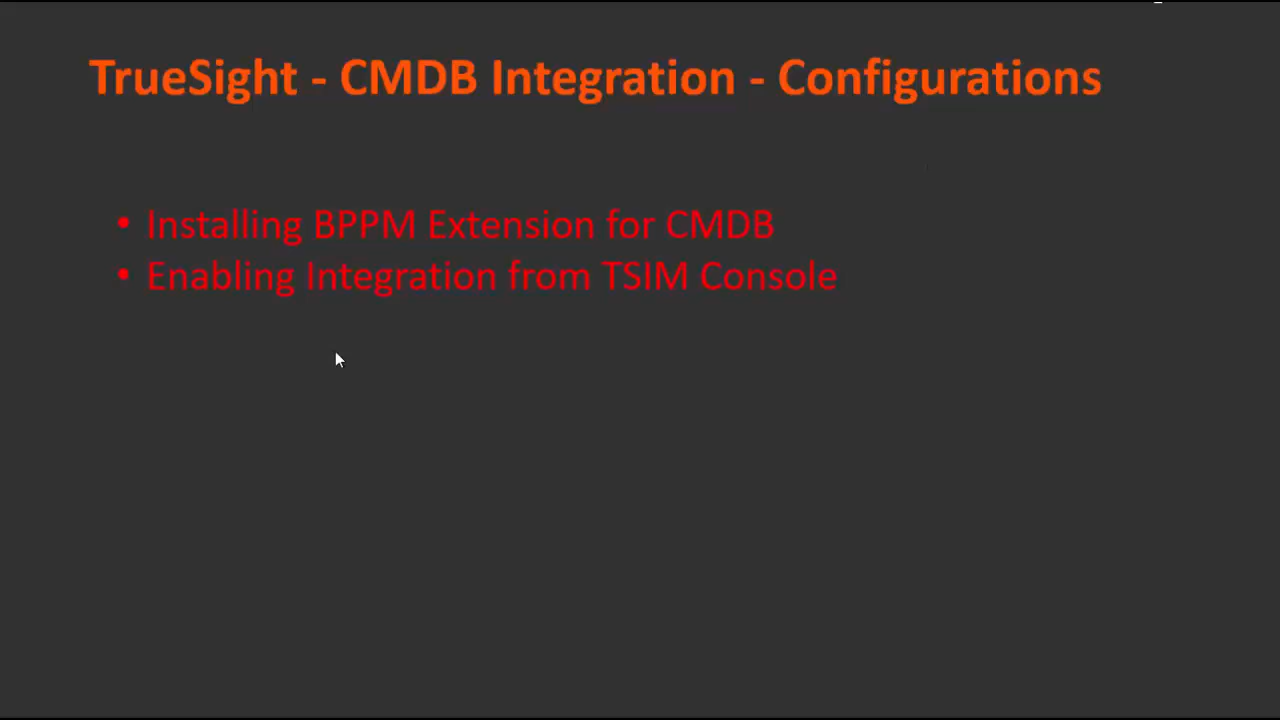 TrueSight - CMDB Integration - Configurations
• Installing BPPM Extension for CMDB
• Enabling Integration from TSIM Console